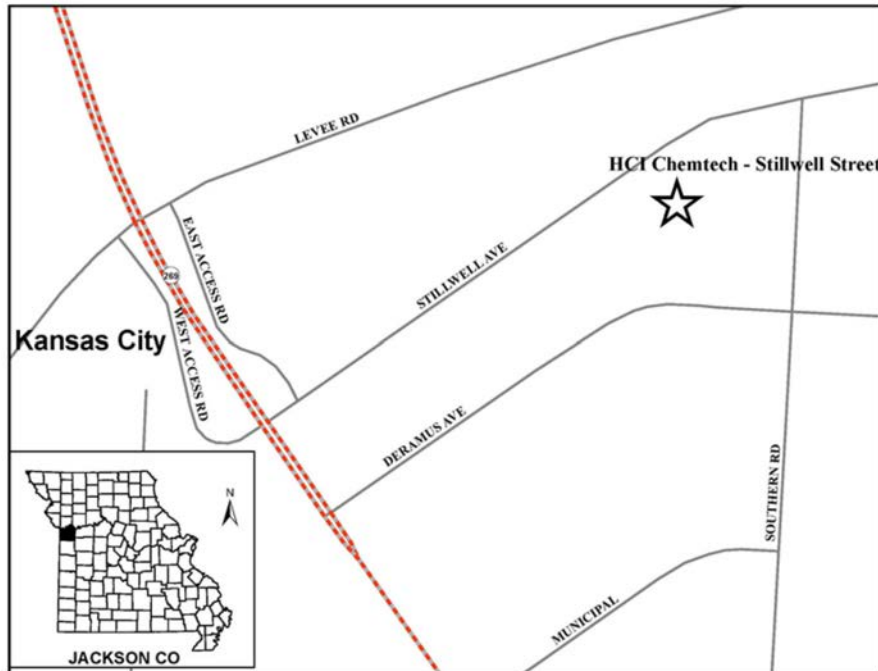 LEVEE RD
HCI Chemtech - Stillwell Street
EAST ACCESS RD
STILLWELL AVE
269
WEST ACCESS RD
Kansas City
DERAMUS AVE
SOUTHERN RD
N
MUNICIPAL
JACKSON CO